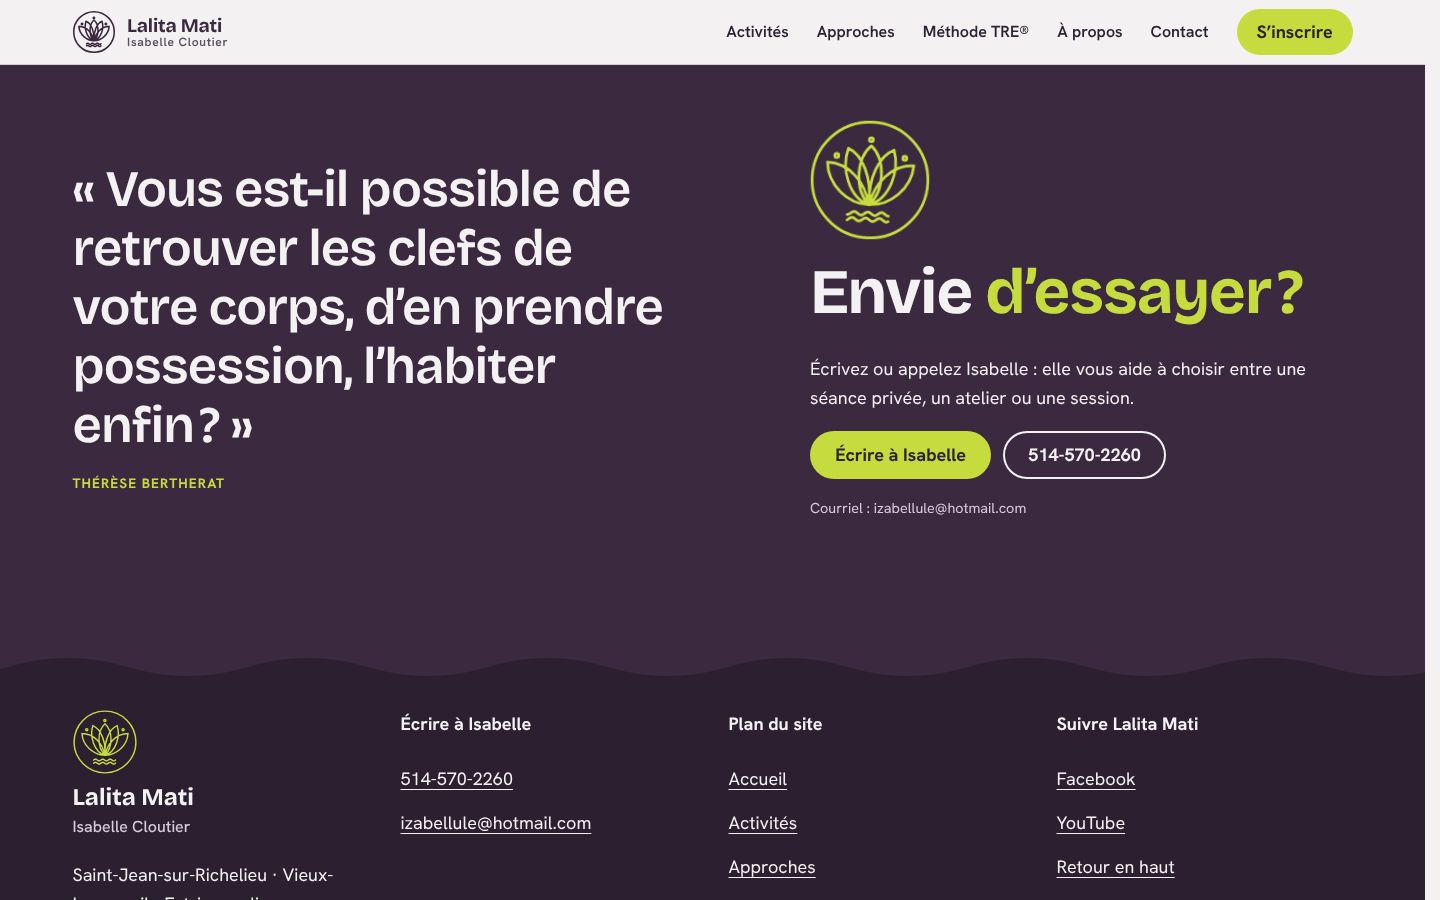 Lalita Mati
Isabelle Cloutier
Activités
Approches
Méthode TRE®
À propos
Contact
S’inscrire
« Vous est-il possible de
retrouver les clefs de
votre corps, d’en prendre
possession, l’habiter
enfin ? »
THÉRÈSE BERTHERAT
Envie d’essayer ?
Écrivez ou appelez Isabelle : elle vous aide à choisir entre une
séance privée, un atelier ou une session.
Écrire à Isabelle
514-570-2260
Courriel : izabellule@hotmail.com
Lalita Mati
Isabelle Cloutier
Saint-Jean-sur-Richelieu · Vieux-
Écrire à Isabelle
514-570-2260
izabellule@hotmail.com
Plan du site
Accueil
Activités
Approches
Suivre Lalita Mati
Facebook
YouTube
Retour en haut